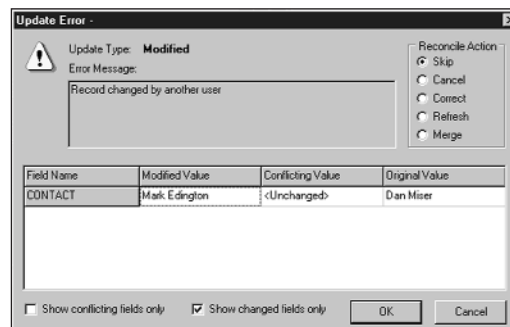 Update Error -
Update Type: Modified
Error Message:
Record changed by another user
Reconcile Action
Skip
Cancel
Correct
Refresh
Merge
Field Name Modified Value Conflicting Value Original Value
CONTACT Mark Edington <Unchanged> Dan Miser
Show conflicting fields only Show changed fields only OK Cancel